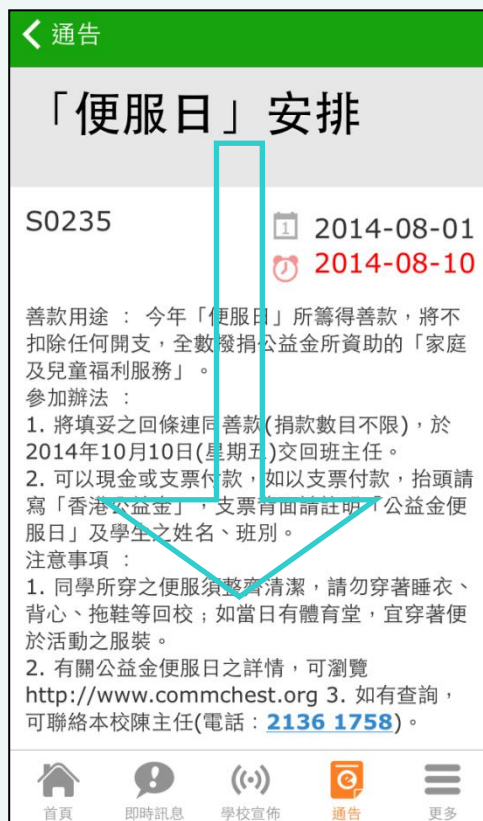 通告
「便服日」安排
S0235
1 2014-08-01
2014-08-10
善款用途 ： 今年「便服日」所籌得善款，將不
扣除任何開支，全數撥捐公益金所資助的「家庭
及兒童福利服務」。
參加辦法 ：
1. 將填妥之回條連同善款(捐款數目不限)，於
2014年10月10日(星期五)交回班主任。
2. 可以現金或支票付款，如以支票付款，抬頭請
寫「香港公益金」，支票背面請註明「公益金便
服日」及學生之姓名、班別。
注意事項 ：
1. 同學所穿之便服須整齊清潔，請勿穿著睡衣、
背心、拖鞋等回校；如當日有體育堂，宜穿著便
於活動之服裝。
2. 有關公益金便服日之詳情，可瀏覽
http://www.commchest.org 3. 如有查詢，
可聯絡本校陳主任(電話：2136 1758)。
首頁 即時訊息 學校宣佈 通告 更多